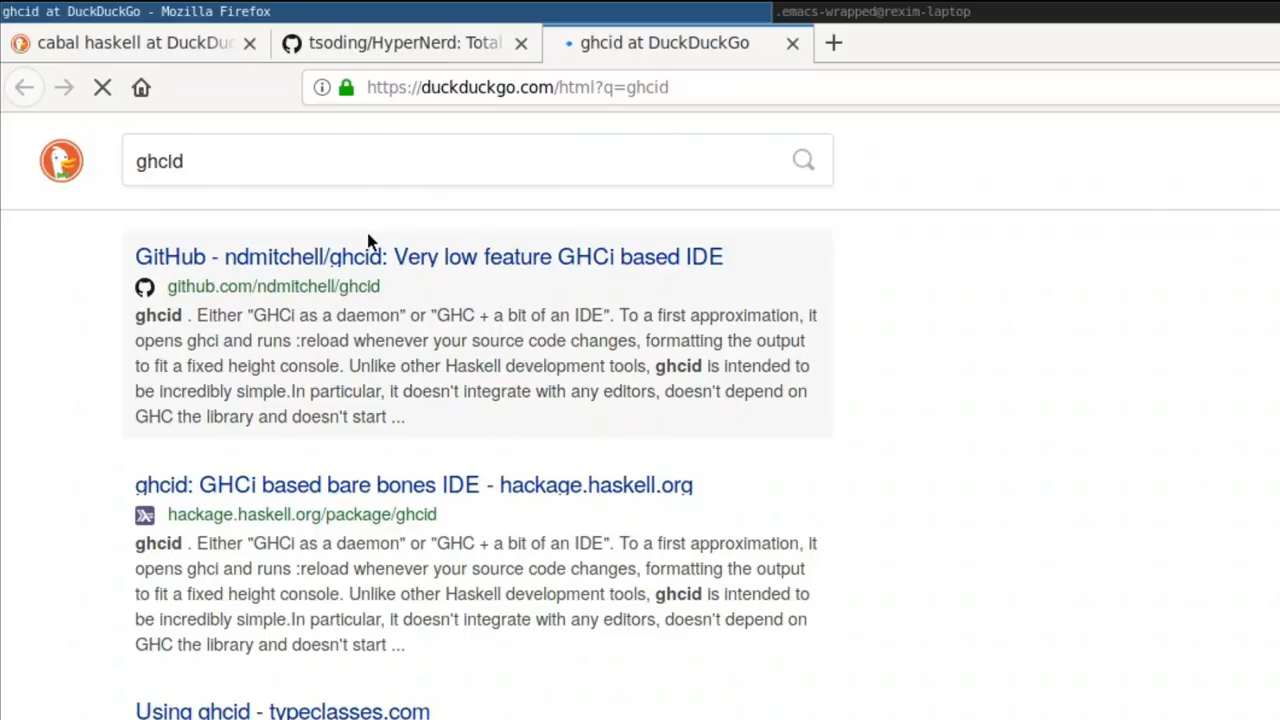 ghcid at DuckDuckGo - Mozilla Firefox
.emacs-wrapped@rexim-laptop
cabal haskell at DuckDuc
tsoding/HyperNerd: Total
ghcid at DuckDuckGo
https://duckduckgo.com/html?q=ghcid
ghcid
GitHub - ndmitchell/ghcid: Very low feature GHCi based IDE
github.com/ndmitchell/ghcid
ghcid . Either "GHCi as a daemon" or "GHC + a bit of an IDE". To a first approximation, it
opens ghci and runs :reload whenever your source code changes, formatting the output
to fit a fixed height console. Unlike other Haskell development tools, ghcid is intended to
be incredibly simple.In particular, it doesn't integrate with any editors, doesn't depend on
GHC the library and doesn't start ...
ghcid: GHCi based bare bones IDE - hackage.haskell.org
hackage.haskell.org/package/ghcid
ghcid . Either "GHCi as a daemon" or "GHC + a bit of an IDE". To a first approximation, it
opens ghci and runs :reload whenever your source code changes, formatting the output
to fit a fixed height console. Unlike other Haskell development tools, ghcid is intended to
be incredibly simple.In particular, it doesn't integrate with any editors, doesn't depend on
GHC the library and doesn't start ...
Using ghcid - typeclasses.com